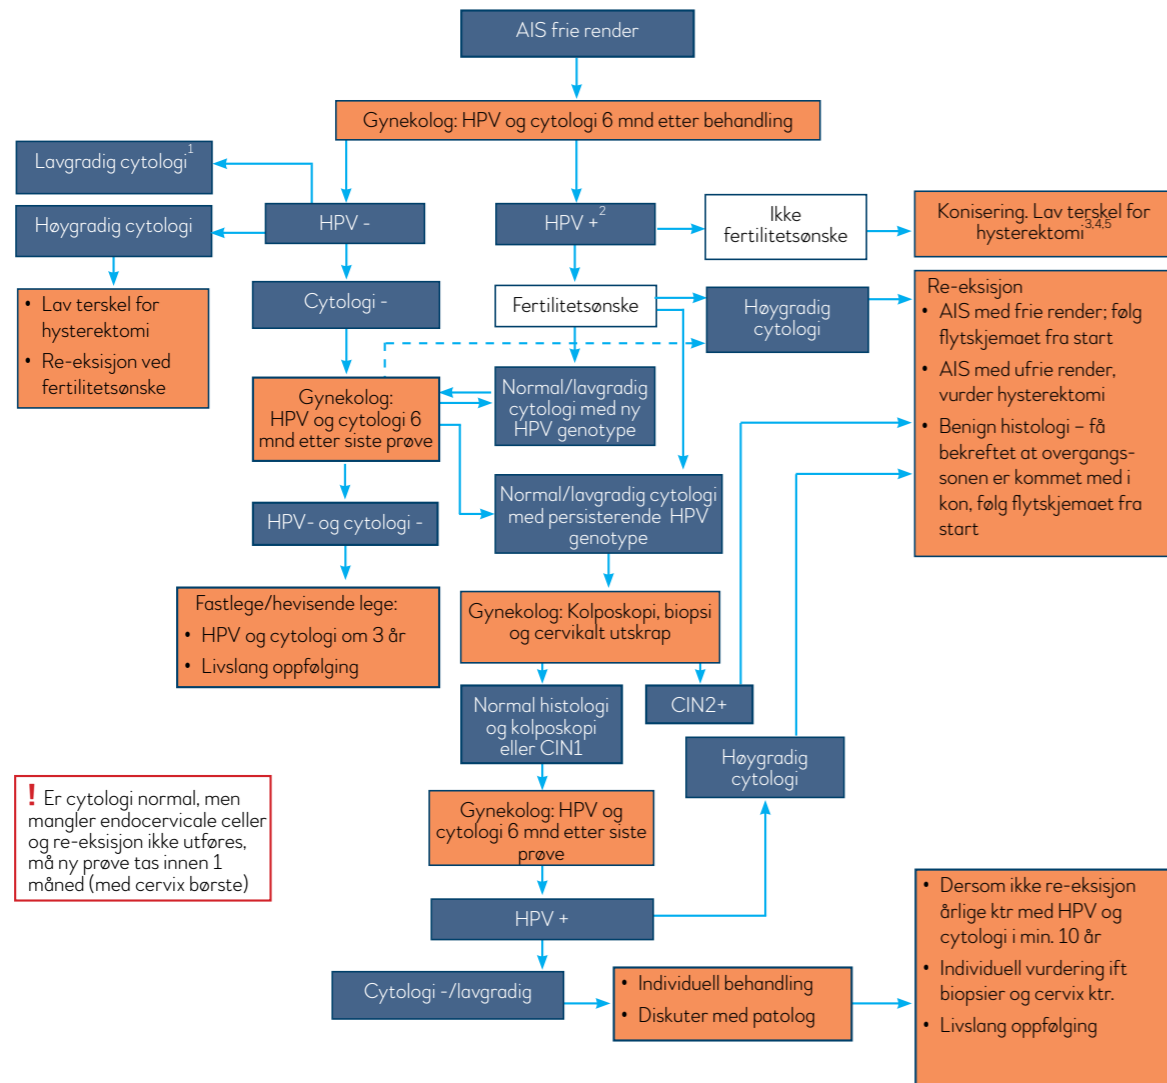 AIS frie render
Gynekolog: HPV og cytologi 6 mnd etter behandling
Lavgradig cytologi1
Høygradig cytologi
HPV -
HPV +2
Ikke
fertilitetsønske
Konisering. Lav terskel for
hysterektomi3,4,5
• Lav terskel for
hysterektomi
• Re-eksisjon ved
fertilitetsønske
Cytologi -
Fertilitetsønske
Høygradig
cytologi
Re-eksisjon
• AIS med frie render; følg
flytskjemaet fra start
• AIS med ufrie render,
vurder hysterektomi
• Benign histologi – få
bekreftet at overgangs-
sonen er kommet med i
kon, følg flytskjemaet fra
start
Gynekolog:
HPV og cytologi 6
mnd etter siste prøve
Normal/lavgradig
cytologi med ny
HPV genotype
HPV- og cytologi -
Normal/lavgradig cytologi
med persisterende HPV
genotype
Fastlege/hevisende lege:
• HPV og cytologi om 3 år
• Livslang oppfølging
Gynekolog: Kolposkopi, biopsi
og cervikalt utskrap
Normal histologi
og kolposkopi
eller CIN1
CIN2+
Høygradig
cytologi
! Er cytologi normal, men
mangler endocervicale celler
og re-eksisjon ikke utføres,
må ny prøve tas innen 1
måned (med cervix børste)
Gynekolog: HPV og
cytologi 6 mnd etter siste
prøve
HPV +
Cytologi -/lavgradig
• Individuell behandling
• Diskuter med patolog
• Dersom ikke re-eksisjon
årlige ktr med HPV og
cytologi i min. 10 år
• Individuell vurdering ift
biopsier og cervix ktr.
• Livslang oppfølging